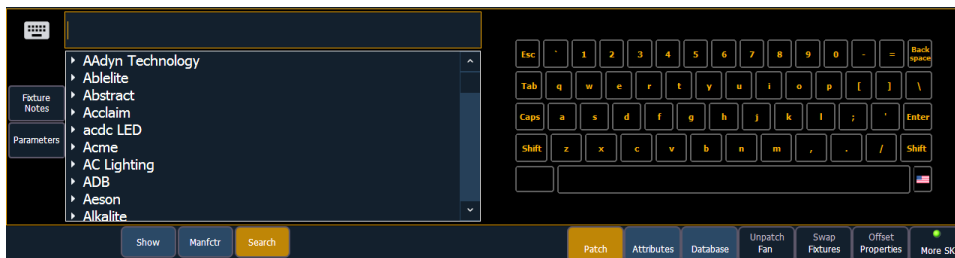 AAdyn Technology
Ablelite
Abstract
Acclaim
acdc LED
Acme
AC Lighting
ADB
Aeson
Alkalite
Fixture
Notes
Parameters
Esc ` 1 2 3 4 5 6 7 8 9 0 - = Back space
Tab q w e r t y u i o p [ ] \
Caps a s d f g h j k l ; ' Enter
Shift z x c v b n m , . / Shift
Show Manfctr Search
Patch Attributes Database Unpatch Fan Swap Fixtures Offset Properties More SK